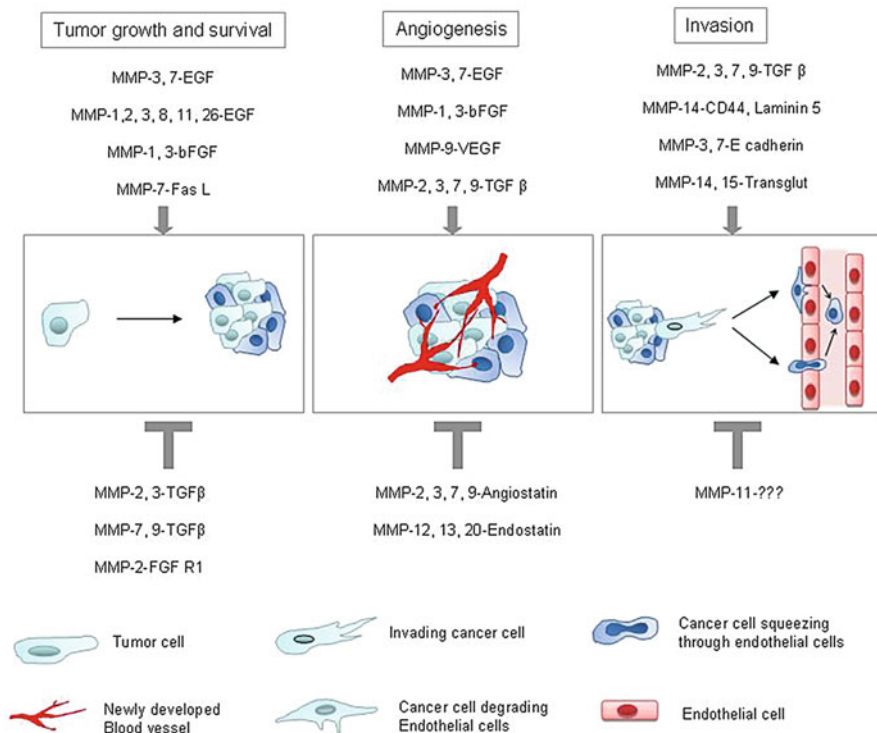 Tumor growth and survival
MMP-3, 7-EGF
MMP-1,2, 3, 8, 11, 26-EGF
MMP-1, 3-bFGF
MMP-7-Fas L
Angiogenesis
MMP-3, 7-EGF
MMP-1, 3-bFGF
MMP-9-VEGF
MMP-2, 3, 7, 9-TGF β
Invasion
MMP-2, 3, 7, 9-TGF β
MMP-14-CD44, Laminin 5
MMP-3, 7-E cadherin
MMP-14, 15-Transglut
MMP-2, 3-TGFβ
MMP-7, 9-TGFβ
MMP-2-FGF R1
MMP-2, 3, 7, 9-Angiostatin
MMP-12, 13, 20-Endostatin
MMP-11-???
Tumor cell
Invading cancer cell
Cancer cell squeezing
through endothelial cells
Newly developed
Blood vessel
Cancer cell degrading
Endothelial cells
Endothelial cell